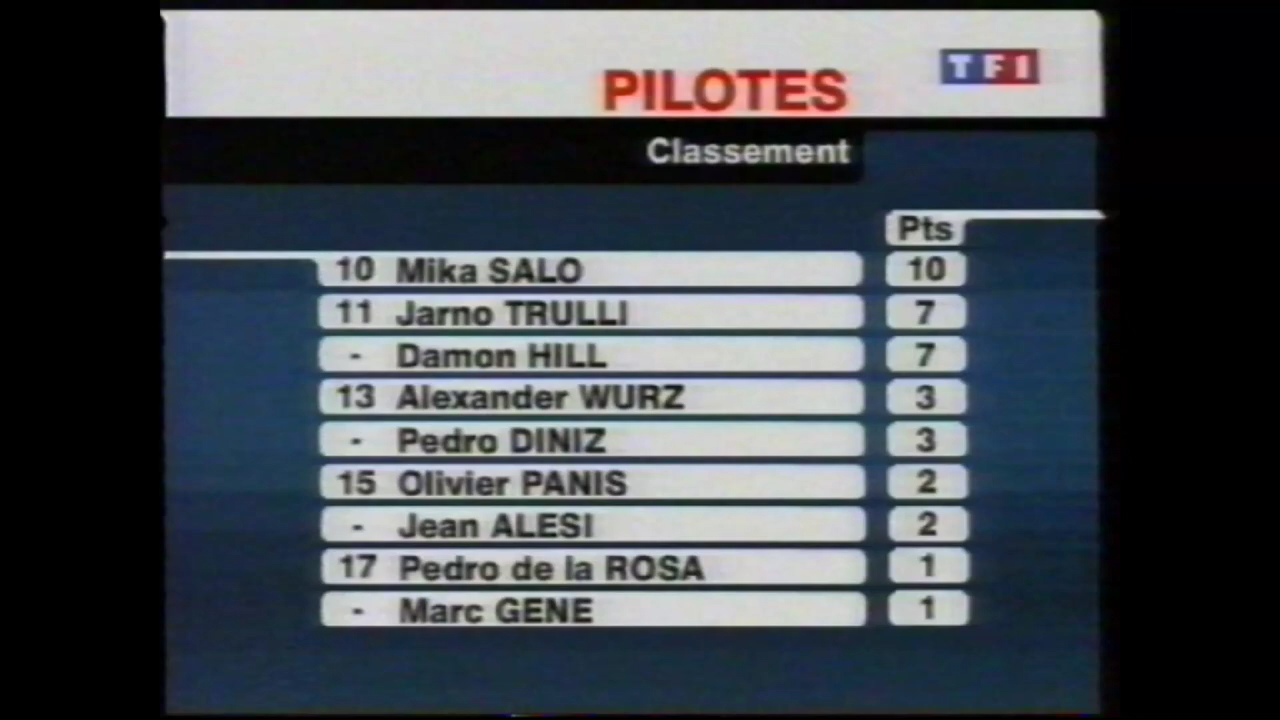 TF1
PILOTES
Classement
Pts
10 Mika SALO 10
11 Jarno TRULLI 7
- Damon HILL 7
13 Alexander WURZ 3
- Pedro DINIZ 3
15 Olivier PANIS 2
- Jean ALESI 2
17 Pedro de la ROSA 1
- Marc GENE 1